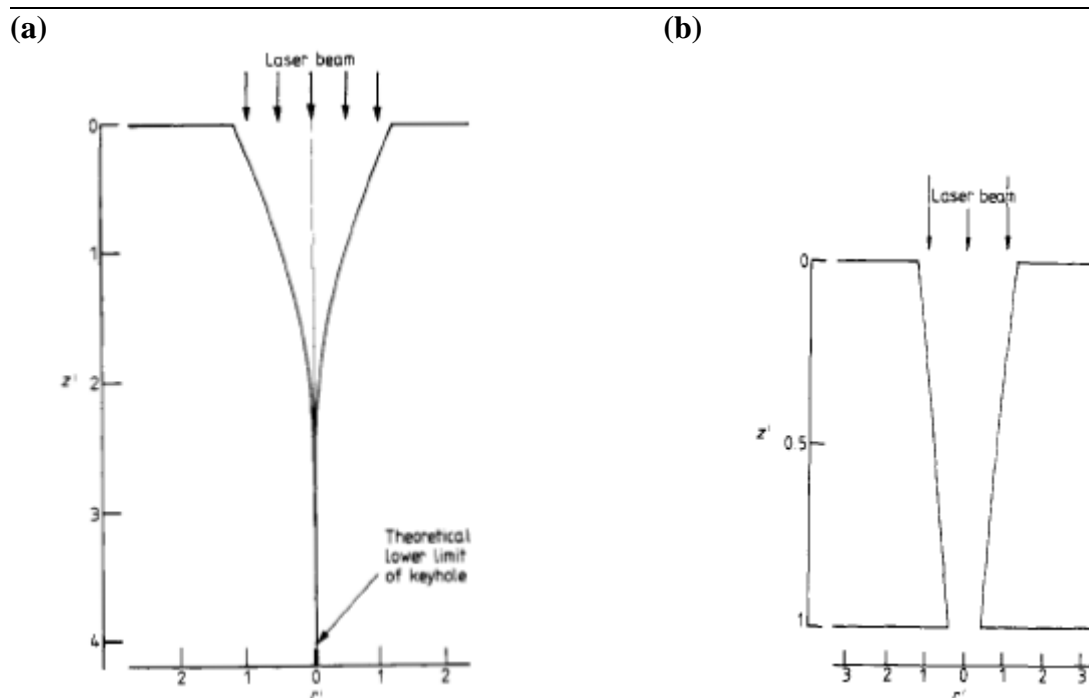 (a)
Laser beam
0
1
z'
2
3
4
Theoretical
lower limit
of keyhole
2 1 0 1 2
(b)
Laser beam
0
z'
0.5
1
3 2 1 0 1 2 3